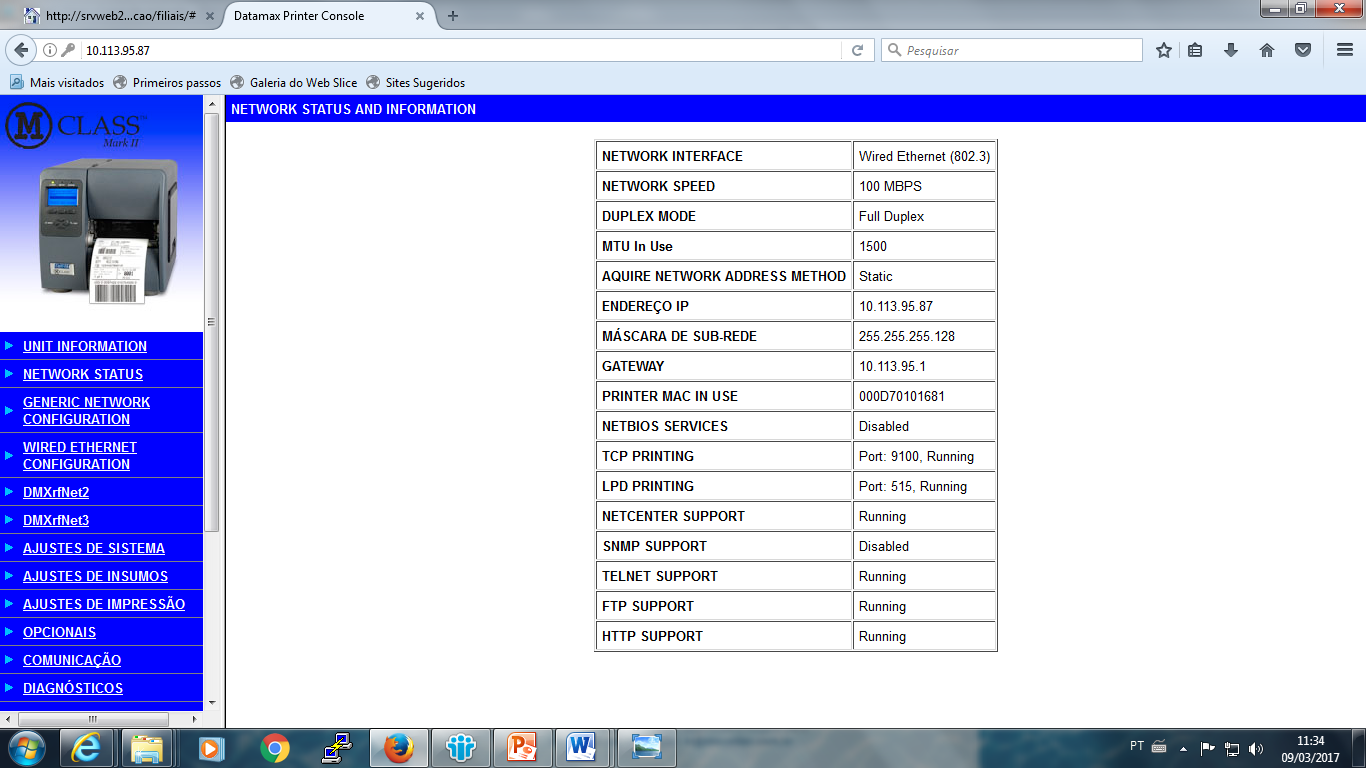 http://srvweb2...cao/filiais/#
Datamax Printer Console
10.113.95.87
Pesquisar
Mais visitados
Primeiros passos
Galeria do Web Slice
Sites Sugeridos
M CLASS™
Mark II
NETWORK STATUS AND INFORMATION
UNIT INFORMATION
NETWORK STATUS
GENERIC NETWORK
CONFIGURATION
WIRED ETHERNET
CONFIGURATION
DMXrfNet2
DMXrfNet3
AJUSTES DE SISTEMA
AJUSTES DE INSUMOS
AJUSTES DE IMPRESSÃO
OPCIONAIS
COMUNICAÇÃO
DIAGNÓSTICOS
NETWORK INTERFACE Wired Ethernet (802.3)
NETWORK SPEED 100 MBPS
DUPLEX MODE Full Duplex
MTU In Use 1500
AQUIRE NETWORK ADDRESS METHOD Static
ENDEREÇO IP 10.113.95.87
MÁSCARA DE SUB-REDE 255.255.255.128
GATEWAY 10.113.95.1
PRINTER MAC IN USE 000D70101681
NETBIOS SERVICES Disabled
TCP PRINTING Port: 9100, Running
LPD PRINTING Port: 515, Running
NETCENTER SUPPORT Running
SNMP SUPPORT Disabled
TELNET SUPPORT Running
FTP SUPPORT Running
HTTP SUPPORT Running
PT
11:34
09/03/2017